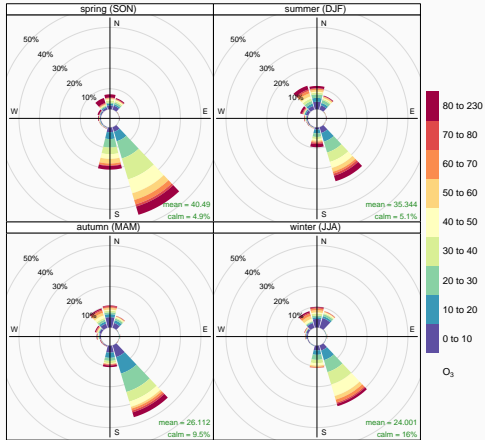 spring (SON)
N
50%
40%
30%
20%
10%
W
E
S
mean = 40.49
calm = 4.9%
summer (DJF)
N
50%
40%
30%
20%
10%
W
E
S
mean = 35.344
calm = 5.1%
autumn (MAM)
N
50%
40%
30%
20%
10%
W
E
S
mean = 26.112
calm = 9.5%
winter (JJA)
N
50%
40%
30%
20%
10%
W
E
S
mean = 24.001
calm = 16%
80 to 230
70 to 80
60 to 70
50 to 60
40 to 50
30 to 40
20 to 30
10 to 20
0 to 10
O₃